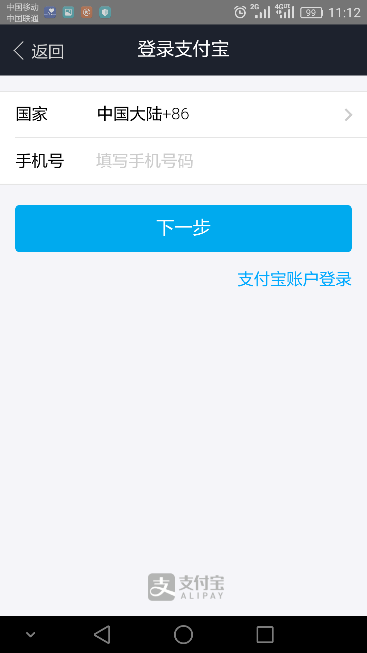 中国移动
中国联通
2G
4G
99
11:12
返回
登录支付宝
国家
中国大陆+86
手机号
填写手机号码
下一步
支付宝账户登录
支付宝
ALIPAY